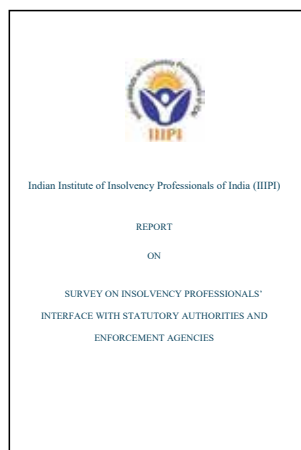 IIIPI
Indian Institute of Insolvency Professionals of India (IIIPI)
REPORT
ON
SURVEY ON INSOLVENCY PROFESSIONALS'
INTERFACE WITH STATUTORY AUTHORITIES AND
ENFORCEMENT AGENCIES